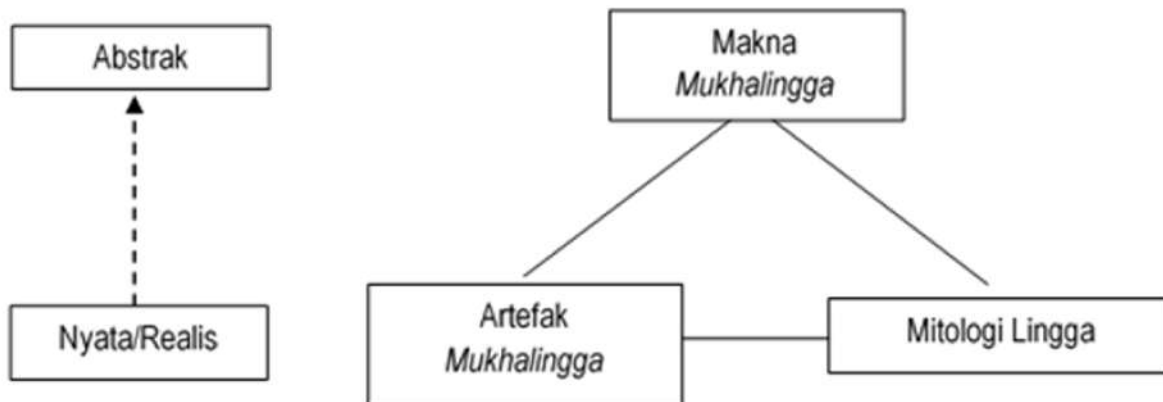 Abstrak
Makna
Mukhalingga
Nyata/Realis
Artefak
Mukhalingga
Mitologi Lingga